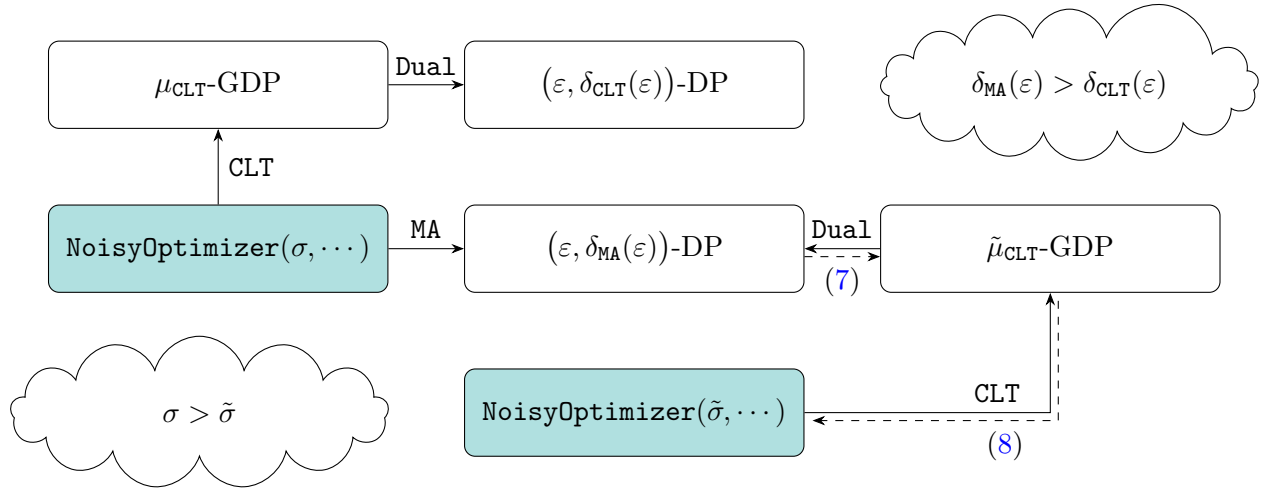 μ_CLT-GDP
Dual
(ε, δ_CLT(ε))-DP
δ_MA(ε) > δ_CLT(ε)
CLT
NoisyOptimizer(σ, ···)
MA
(ε, δ_MA(ε))-DP
Dual
(7)
μ̃_CLT-GDP
σ > σ̃
NoisyOptimizer(σ̃, ···)
CLT
(8)